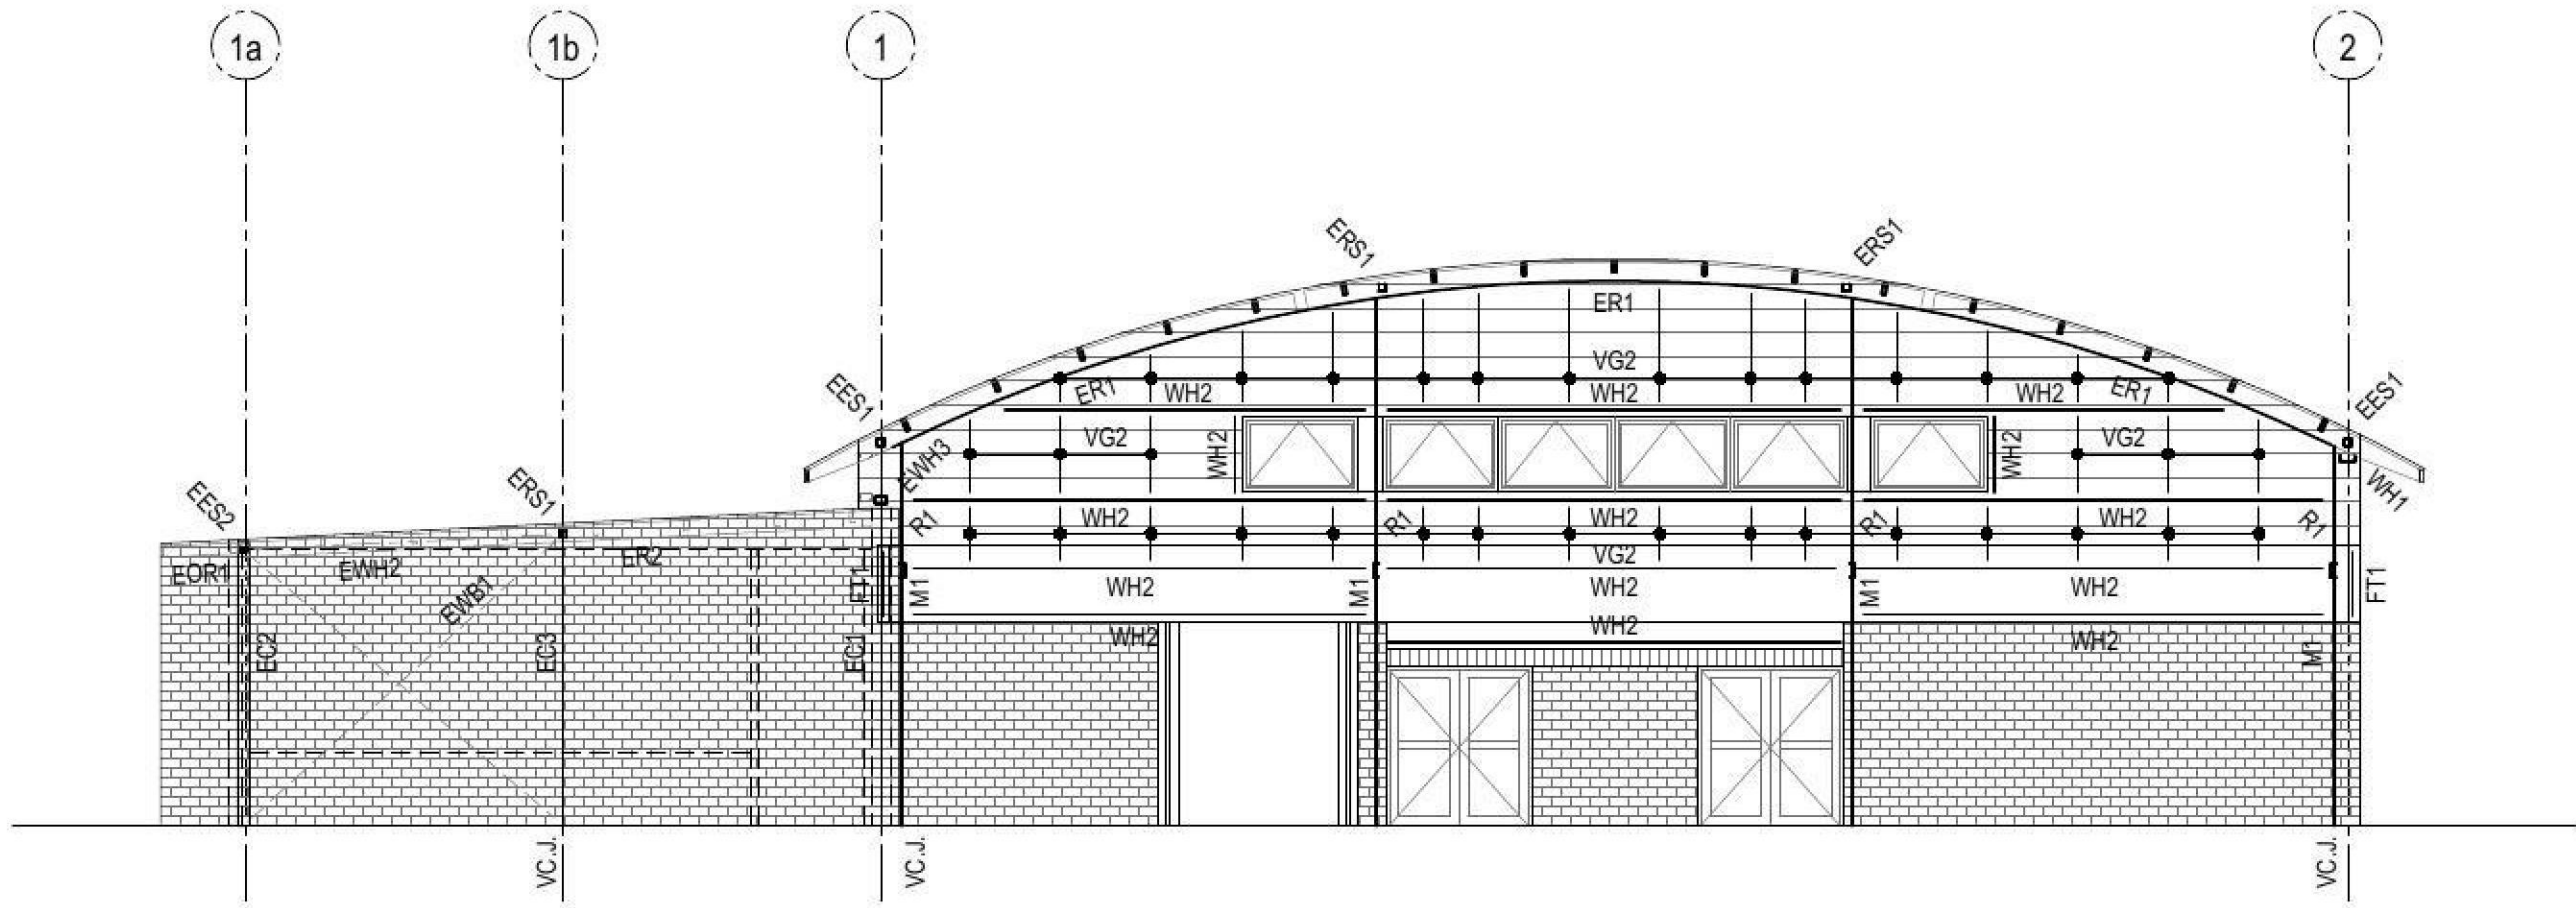 1a 1b 1 2
ERS1 ERS1
ER1
VG2
EES1 ER1 WH2 WH2 WH2 ER1 EES1
EWH3 VG2 WH2 WH2 VG2 WH1
EES2 ERS1 R1 WH2 R1 WH2 R1 WH2 R1
VG2
EOR1 EWH2 EWB1 ER2 FT1 M1 WH2 M1 WH2 M1 WH2 FT1
WH2
EC2 EC3 EC1 WH2 WH2 M1
VC.J. VC.J. VC.J.